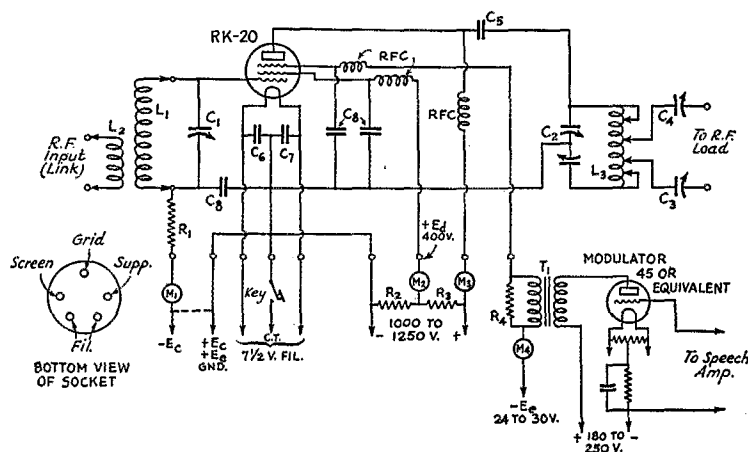 RK-20
C5
RFC
L2
L1
C1
C8
RFC
C2
C4
To R.F.
Load
R.F.
input
(Link)
C6
C7
L3
C3
C8
R1
+Ed
400V.
Grid
Screen
Supp.
Fil.
BOTTOM VIEW
OF SOCKET
M1
Key
M2
M3
R2
R3
1000 TO
1250 V.
-
+
-Ec
+Ec
+Ee
GND.
C.T.
7 1/2 V. FIL.
T1
R4
M4
-Ee
24 TO 30V.
MODULATOR
45 OR
EQUIVALENT
To Speech
Amp.
+ 180 TO -
250 V.